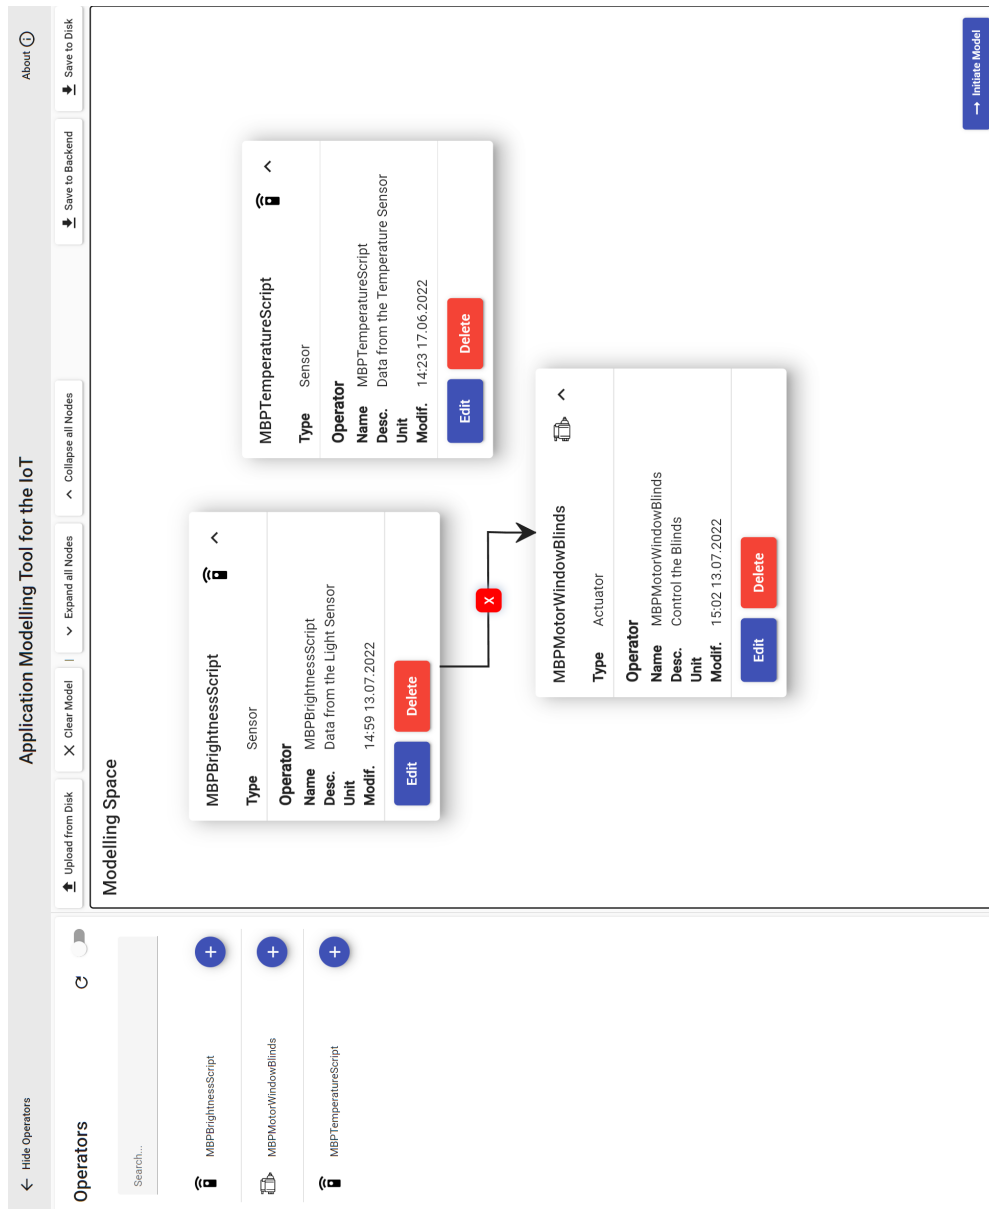 Hide Operators
Application Modelling Tool for the IoT
About
Operators
Search...
MBPBrightnessScript
MBPMotorWindowBlinds
MBPTemperatureScript
Upload from Disk
Clear Model
Expand all Nodes
Collapse all Nodes
Save to Backend
Save to Disk
Modelling Space
MBPBrightnessScript
Type Sensor
Operator
Name MBPBrightnessScript
Desc. Data from the Light Sensor
Unit
Modif. 14:59 13.07.2022
Edit Delete
MBPTemperatureScript
Type Sensor
Operator
Name MBPTemperatureScript
Desc. Data from the Temperature Sensor
Unit
Modif. 14:23 17.06.2022
Edit Delete
X
MBPMotorWindowBlinds
Type Actuator
Operator
Name MBPMotorWindowBlinds
Desc. Control the Blinds
Unit
Modif. 15:02 13.07.2022
Edit Delete
Initiate Model